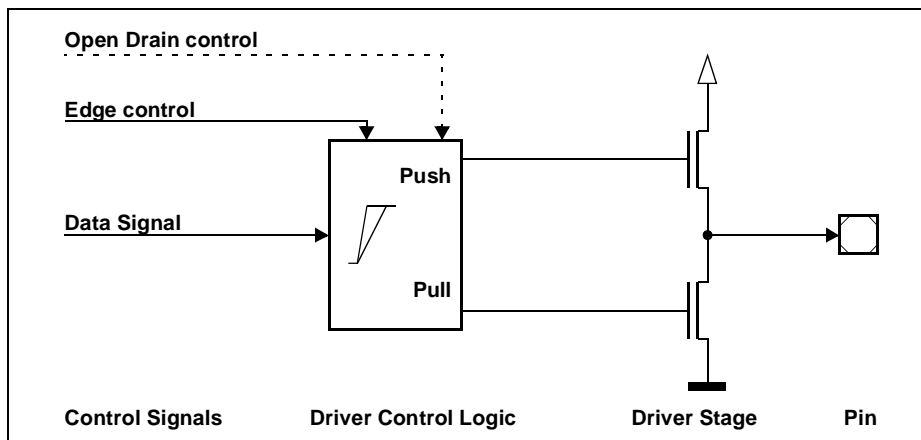 Open Drain control
Edge control
Push
Data Signal
Pull
Control Signals Driver Control Logic Driver Stage Pin